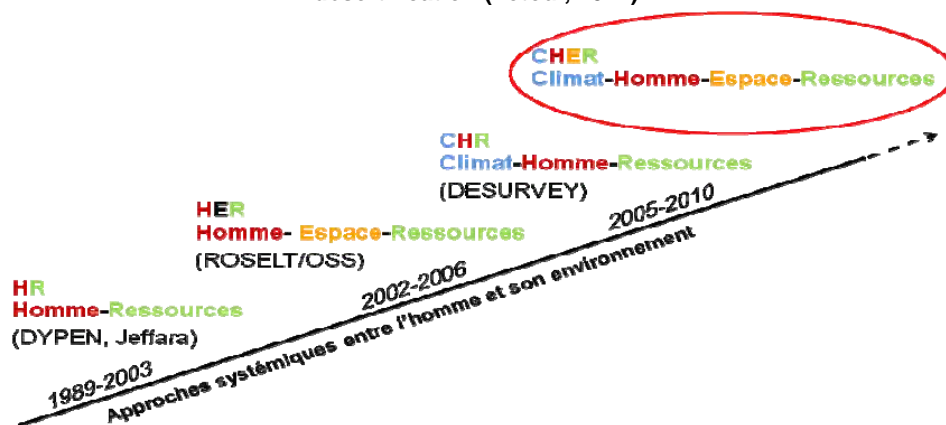 CHER
Climat-Homme-Espace-Ressources
CHR
Climat-Homme-Ressources
(DESURVEY)
HER
Homme- Espace-Ressources
(ROSELT/OSS)
HR
Homme-Ressources
(DYPEN, Jeffara)
1989-2003
2002-2006
2005-2010
Approches systémiques entre l'homme et son environnement